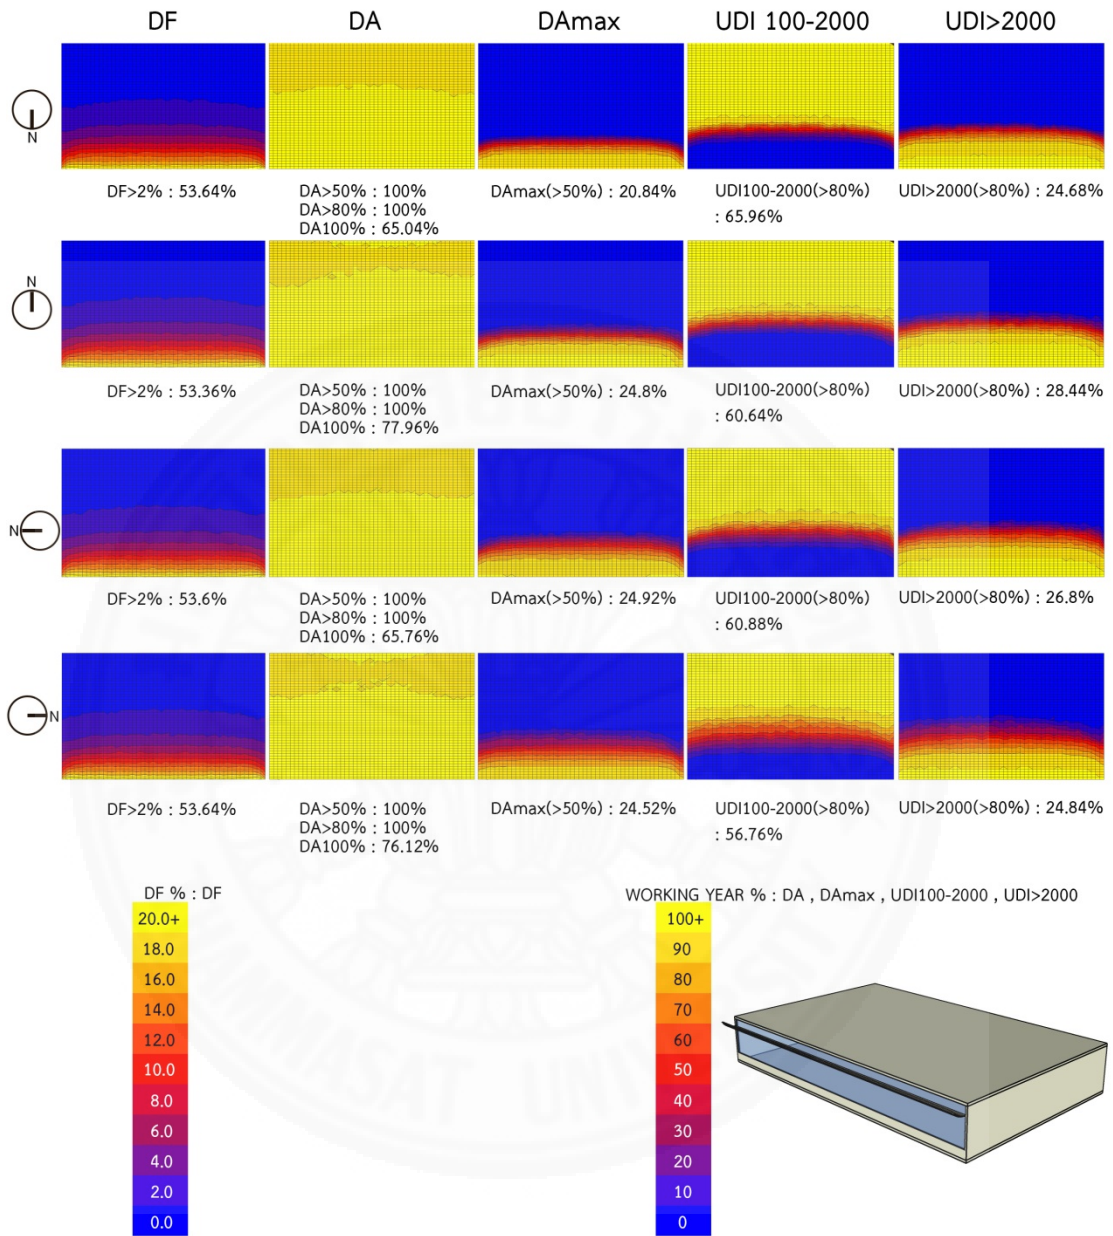 DF DA DAmax UDI 100-2000 UDI>2000
N
DF>2% : 53.64% DA>50% : 100% DAmax(>50%) : 20.84% UDI100-2000(>80%) UDI>2000(>80%) : 24.68%
DA>80% : 100% : 65.96%
DA100% : 65.04%
N
DF>2% : 53.36% DA>50% : 100% DAmax(>50%) : 24.8% UDI100-2000(>80%) UDI>2000(>80%) : 28.44%
DA>80% : 100% : 60.64%
DA100% : 77.96%
N
DF>2% : 53.6% DA>50% : 100% DAmax(>50%) : 24.92% UDI100-2000(>80%) UDI>2000(>80%) : 26.8%
DA>80% : 100% : 60.88%
DA100% : 65.76%
N
DF>2% : 53.64% DA>50% : 100% DAmax(>50%) : 24.52% UDI100-2000(>80%) UDI>2000(>80%) : 24.84%
DA>80% : 100% : 56.76%
DA100% : 76.12%
DF % : DF WORKING YEAR % : DA , DAmax , UDI100-2000 , UDI>2000
20.0+ 100+
18.0 90
16.0 80
14.0 70
12.0 60
10.0 50
8.0 40
6.0 30
4.0 20
2.0 10
0.0 0